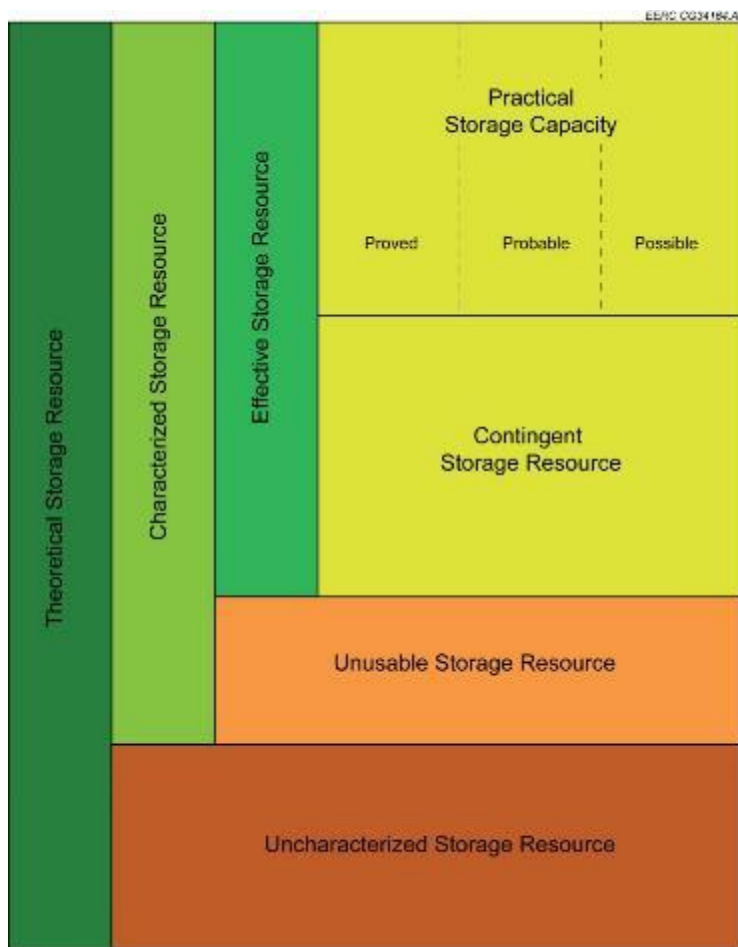 EERC CG34184.AI
Practical
Storage Capacity
Proved
Probable
Possible
Contingent
Storage Resource
Effective Storage Resource
Characterized Storage Resource
Theoretical Storage Resource
Unusable Storage Resource
Uncharacterized Storage Resource